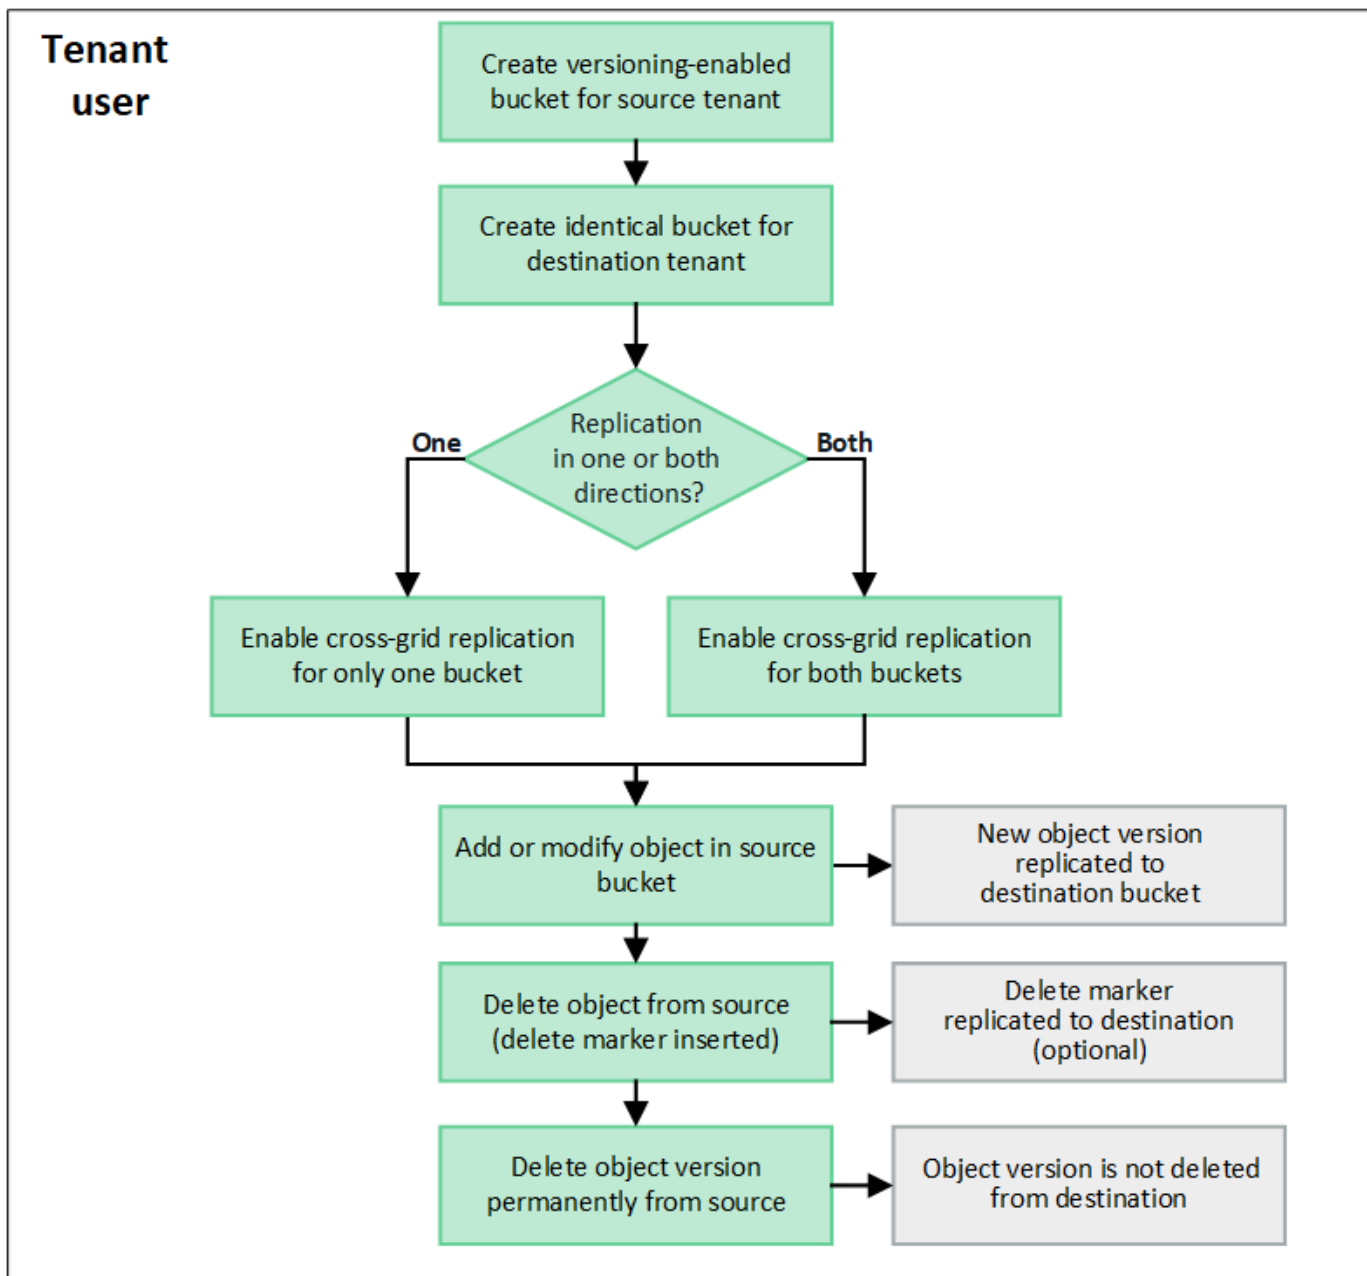 Tenant
user
Create versioning-enabled
bucket for source tenant
Create identical bucket for
destination tenant
Replication
in one or both
directions?
One
Both
Enable cross-grid replication
for only one bucket
Enable cross-grid replication
for both buckets
Add or modify object in source
bucket
New object version
replicated to
destination bucket
Delete object from source
(delete marker inserted)
Delete marker
replicated to destination
(optional)
Delete object version
permanently from source
Object version is not deleted
from destination